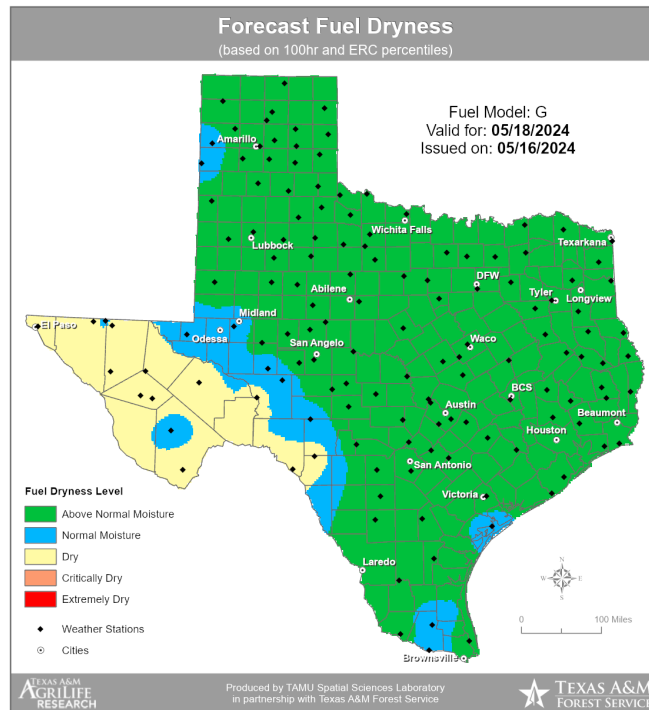 Forecast Fuel Dryness
(based on 100hr and ERC percentiles)
Fuel Model: G
Valid for: 05/18/2024
Issued on: 05/16/2024
Amarillo
Wichita Falls
Lubbock
Texarkana
DFW
Abilene
Tyler
Longview
Midland
El Paso
Odessa
San Angelo
Waco
BCS
Austin
Beaumont
Houston
San Antonio
Victoria
Laredo
Brownsville
Fuel Dryness Level
Above Normal Moisture
Normal Moisture
Dry
Critically Dry
Extremely Dry
Weather Stations
Cities
N
W
E
S
0
100 Miles
TEXAS A&M
AGRILIFE
RESEARCH
Produced by TAMU Spatial Sciences Laboratory
in partnership with Texas A&M Forest Service
TEXAS A&M
FOREST SERVICE